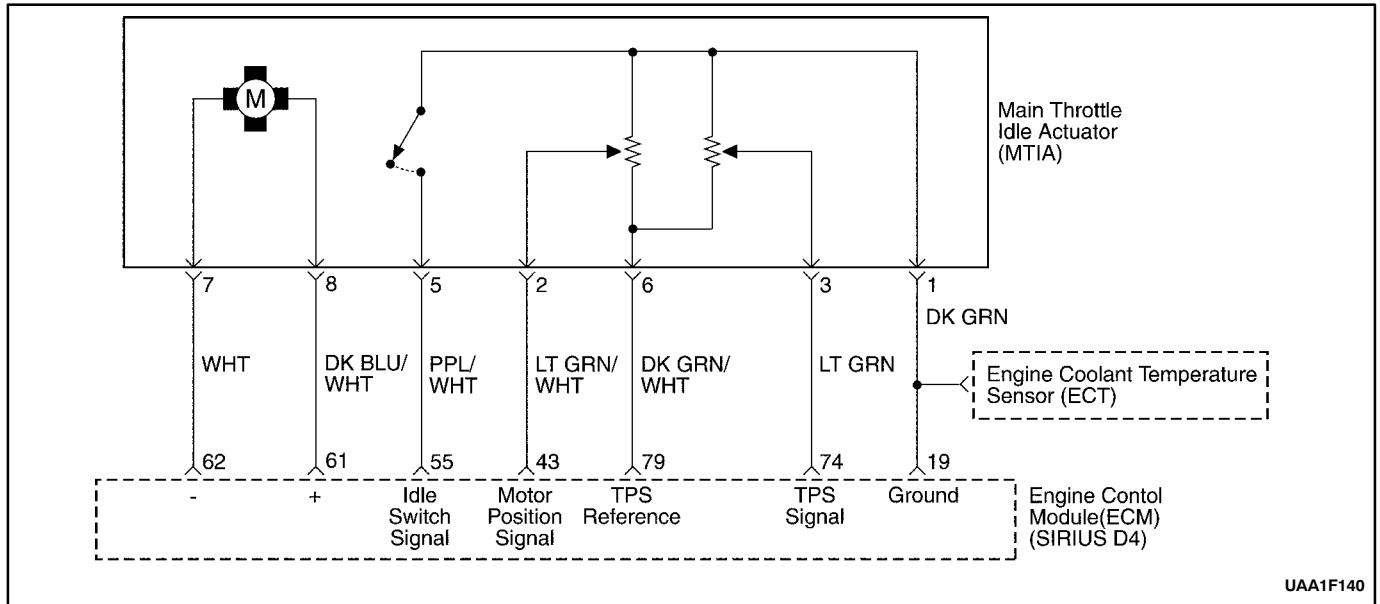 M
Main Throttle
Idle Actuator
(MTIA)
7
8
5
2
6
3
1
DK GRN
WHT
DK BLU/
WHT
PPL/
WHT
LT GRN/
WHT
DK GRN/
WHT
LT GRN
Engine Coolant Temperature
Sensor (ECT)
62
61
55
43
79
74
19
-
+
Idle
Switch
Signal
Motor
Position
Signal
TPS
Reference
TPS
Signal
Ground
Engine Contol
Module(ECM)
(SIRIUS D4)
UAA1F140